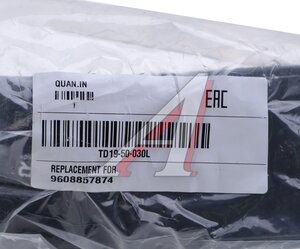 QUAN.IN
EAC
TD19-50-030L
REPLACEMENT FOR
9608857874